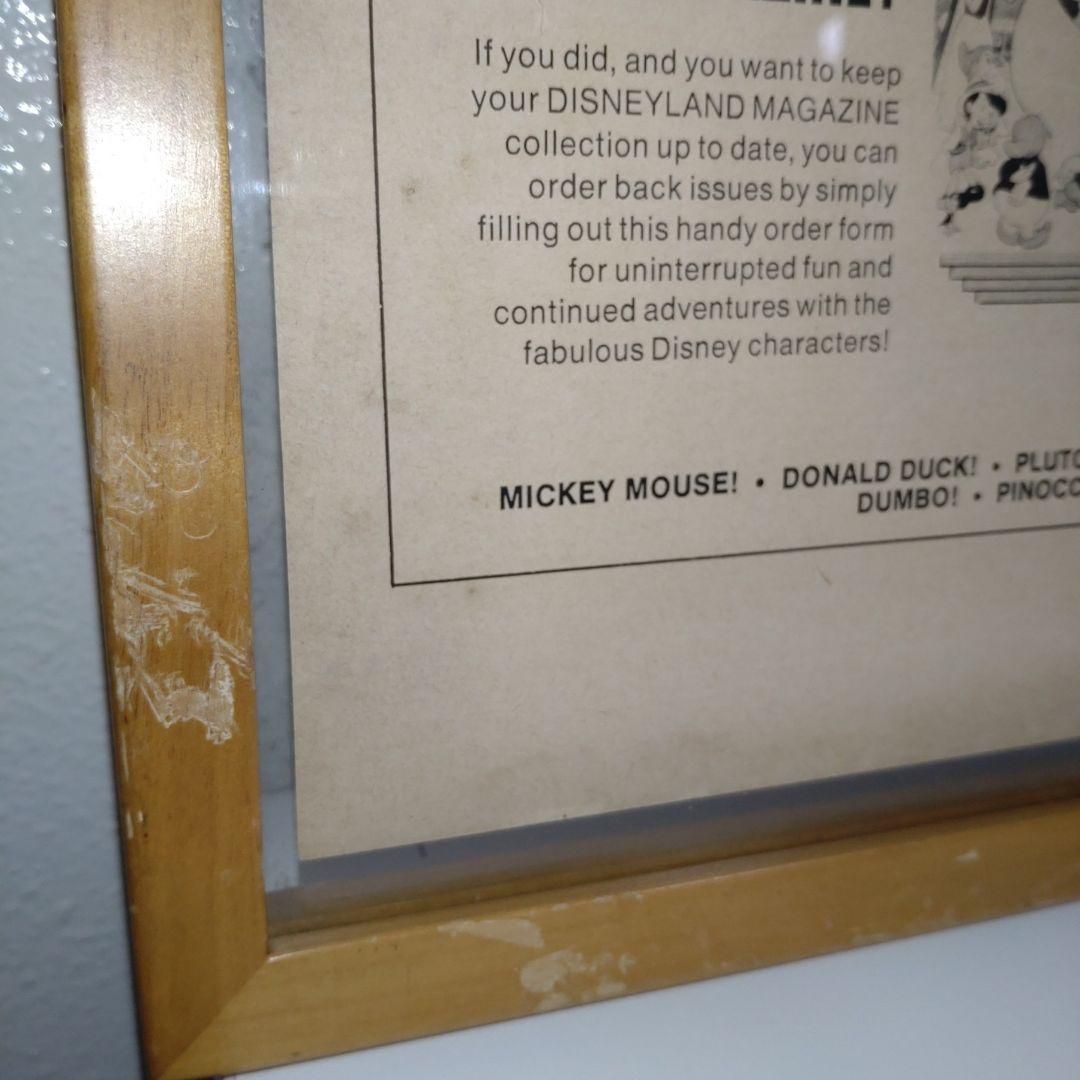 If you did, and you want to keep
your DISNEYLAND MAGAZINE
collection up to date, you can
order back issues by simply
filling out this handy order form
for uninterrupted fun and
continued adventures with the
fabulous Disney characters!
MICKEY MOUSE! • DONALD DUCK! • PLUTO
DUMBO! • PINOCC